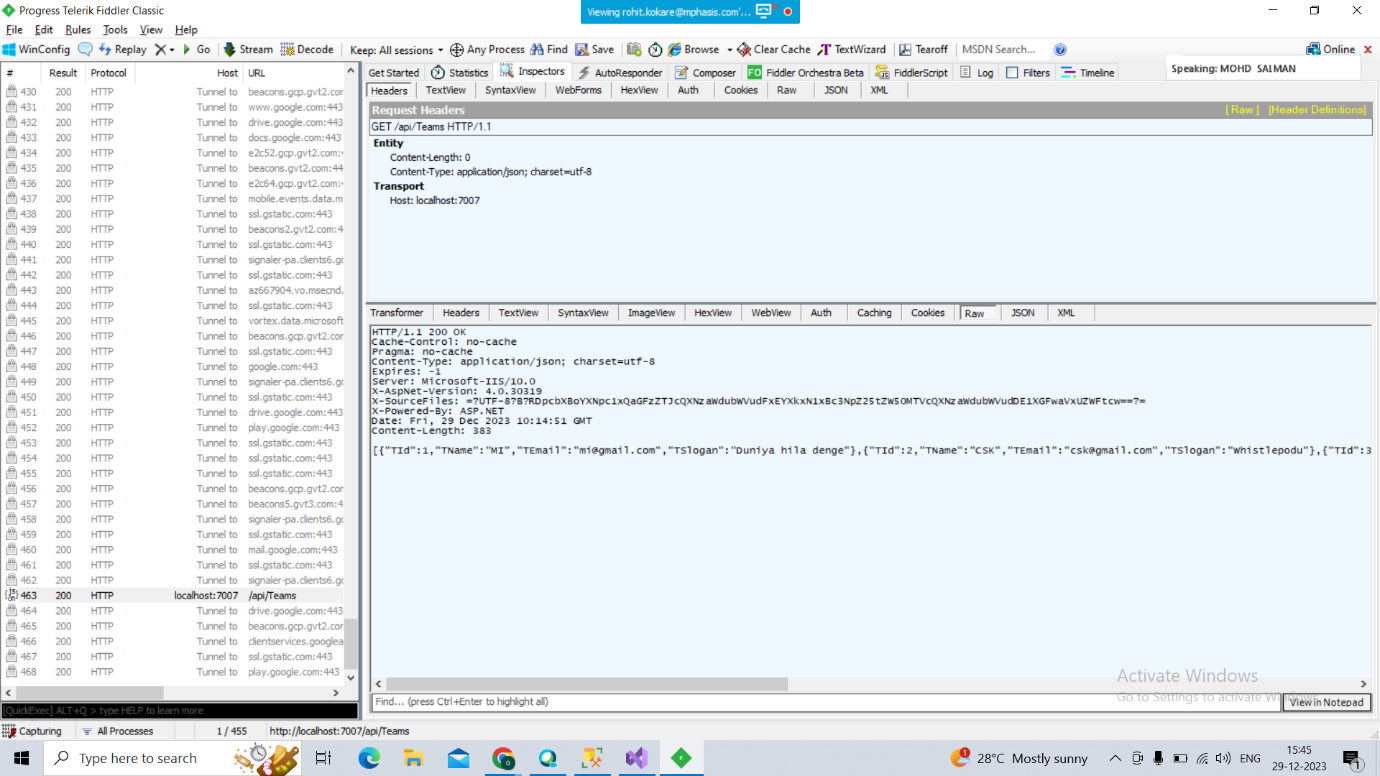 Progress Telerik Fiddler Classic
Viewing rohit.kokare@mphasis.com'...
File Edit Rules Tools View Help
WinConfig Replay Go Stream Decode Keep: All sessions Any Process Find Save Browse Clear Cache TextWizard Tearoff MSDN Search... Online
Speaking: MOHD SALMAN
# Result Protocol Host URL
Get Started Statistics Inspectors AutoResponder Composer FO Fiddler Orchestra Beta FiddlerScript Log Filters Timeline
Headers TextView SyntaxView WebForms HexView Auth Cookies Raw JSON XML
Request Headers [ Raw ] [Header Definitions]
GET /api/Teams HTTP/1.1
Entity
Content-Length: 0
Content-Type: application/json; charset=utf-8
Transport
Host: localhost:7007
430 200 HTTP Tunnel to beacons.gcp.gvt2.cor
431 200 HTTP Tunnel to www.google.com:443
432 200 HTTP Tunnel to drive.google.com:443
433 200 HTTP Tunnel to docs.google.com:443
434 200 HTTP Tunnel to e2c52.gcp.gvt2.com:
435 200 HTTP Tunnel to beacons.gvt2.com:44
436 200 HTTP Tunnel to e2c64.gcp.gvt2.com:
437 200 HTTP Tunnel to mobile.events.data.m
438 200 HTTP Tunnel to ssl.gstatic.com:443
439 200 HTTP Tunnel to beacons2.gvt2.com:4
440 200 HTTP Tunnel to ssl.gstatic.com:443
441 200 HTTP Tunnel to signaler-pa.clients6.go
442 200 HTTP Tunnel to ssl.gstatic.com:443
443 200 HTTP Tunnel to az667904.vo.msecnd.
444 200 HTTP Tunnel to ssl.gstatic.com:443
445 200 HTTP Tunnel to vortex.data.microsoft
446 200 HTTP Tunnel to beacons.gcp.gvt2.cor
447 200 HTTP Tunnel to ssl.gstatic.com:443
448 200 HTTP Tunnel to google.com:443
449 200 HTTP Tunnel to signaler-pa.clients6.go
450 200 HTTP Tunnel to ssl.gstatic.com:443
451 200 HTTP Tunnel to drive.google.com:443
452 200 HTTP Tunnel to play.google.com:443
453 200 HTTP Tunnel to ssl.gstatic.com:443
454 200 HTTP Tunnel to ssl.gstatic.com:443
455 200 HTTP Tunnel to ssl.gstatic.com:443
456 200 HTTP Tunnel to beacons.gcp.gvt2.cor
457 200 HTTP Tunnel to beacons5.gvt3.com:4
458 200 HTTP Tunnel to signaler-pa.clients6.go
459 200 HTTP Tunnel to ssl.gstatic.com:443
460 200 HTTP Tunnel to mail.google.com:443
461 200 HTTP Tunnel to ssl.gstatic.com:443
462 200 HTTP Tunnel to signaler-pa.clients6.go
463 200 HTTP localhost:7007 /api/Teams
464 200 HTTP Tunnel to drive.google.com:443
465 200 HTTP Tunnel to beacons.gcp.gvt2.cor
466 200 HTTP Tunnel to clientservices.googlea
467 200 HTTP Tunnel to ssl.gstatic.com:443
468 200 HTTP Tunnel to play.google.com:443
Transformer Headers TextView SyntaxView ImageView HexView WebView Auth Caching Cookies Raw JSON XML
HTTP/1.1 200 OK
Cache-Control: no-cache
Pragma: no-cache
Content-Type: application/json; charset=utf-8
Expires: -1
Server: Microsoft-IIS/10.0
X-AspNet-Version: 4.0.30319
X-SourceFiles: =?UTF-8?B?RDpcbXBoYXNpc1xQaGFzZTJcQXNzaWdubWVudFxEYXkxN1xBc3NpZ25tZW50MTVcQXNzaWdubWVudDE1XGFwaVxUZWFtcw==?=
X-Powered-By: ASP.NET
Date: Fri, 29 Dec 2023 10:14:51 GMT
Content-Length: 383
[{"TId":1,"TName":"MI","TEmail":"mi@gmail.com","TSlogan":"Duniya hila denge"},{"TId":2,"TName":"CSK","TEmail":"csk@gmail.com","TSlogan":"Whistlepodu"},{"TId":3
Activate Windows
Go to Settings to activate Windows.
Find... (press Ctrl+Enter to highlight all) View in Notepad
[QuickExec] ALT+Q > type HELP to learn more
Capturing All Processes 1 / 455 http://localhost:7007/api/Teams
Type here to search 1 28°C Mostly sunny ENG 15:45
29-12-2023 1